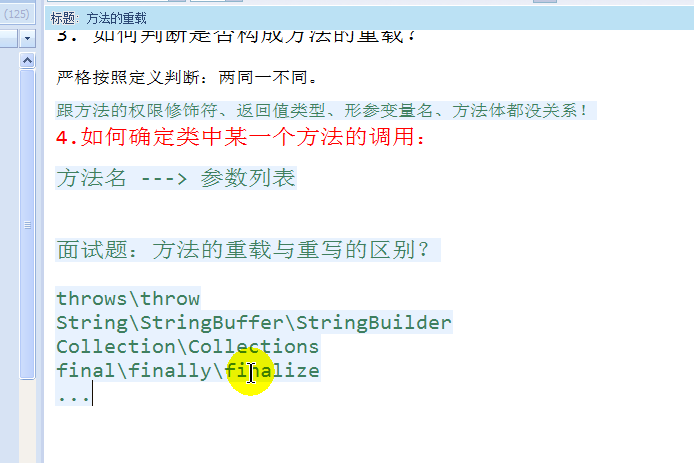 (125)
标题: 方法的重载
3. 如何判断是否构成方法的重载?
严格按照定义判断：两同一不同。
跟方法的权限修饰符、返回值类型、形参变量名、方法体都没关系！
4.如何确定类中某一个方法的调用：
方法名 ---> 参数列表
面试题：方法的重载与重写的区别？
throws\throw
String\StringBuffer\StringBuilder
Collection\Collections
final\finally\finalize
...